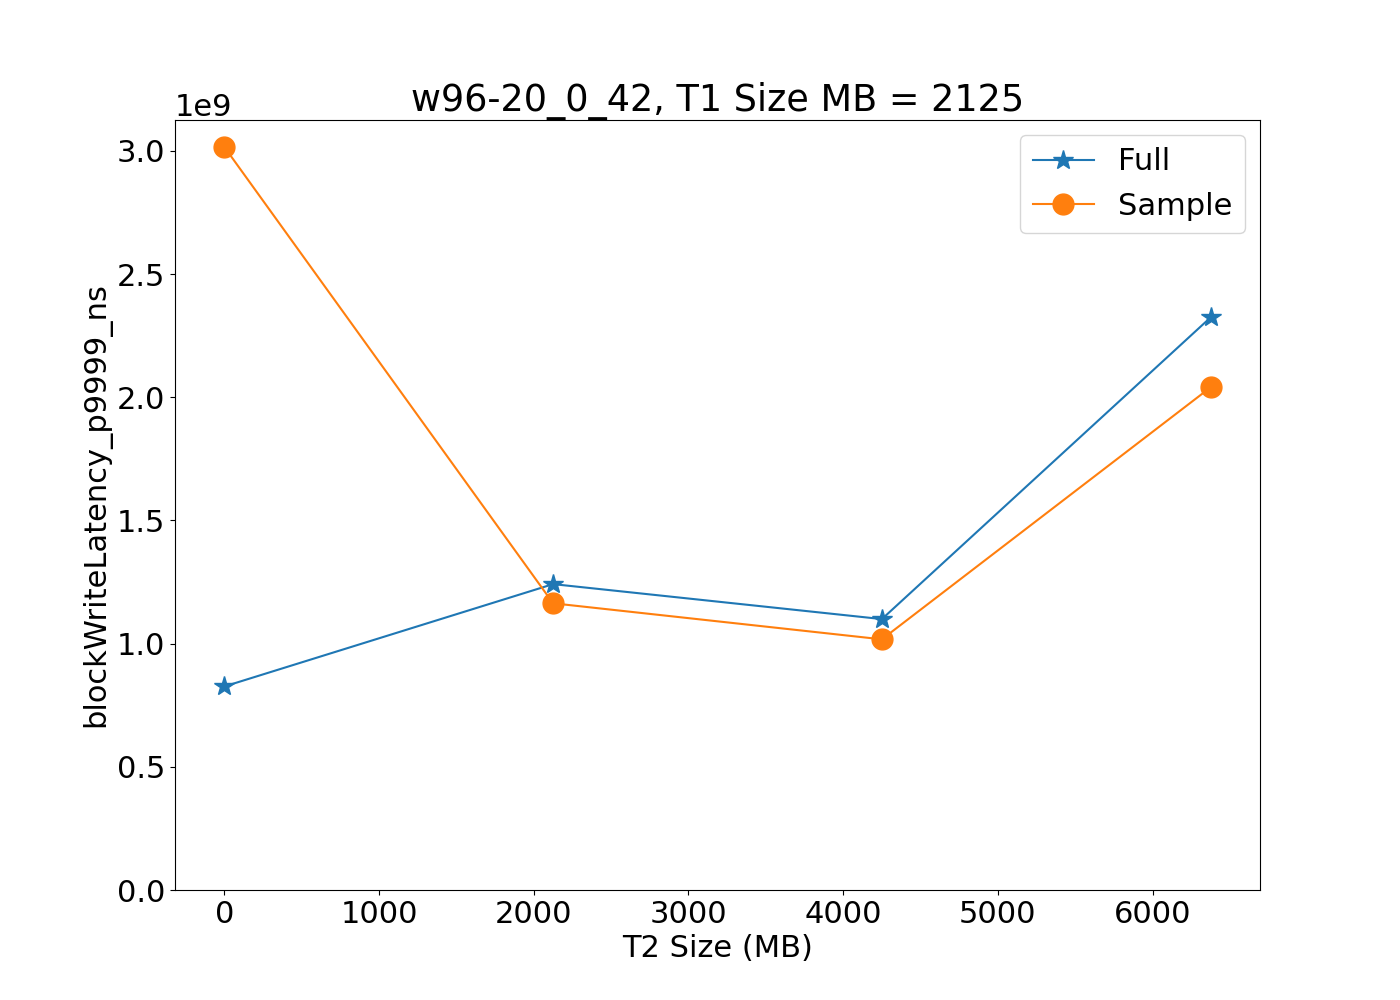 w96-20_0_42, T1 Size MB = 2125
1e9
3.0
2.5
2.0
1.5
1.0
0.5
0.0
blockWriteLatency_p9999_ns
Full
Sample
0 1000 2000 3000 4000 5000 6000
T2 Size (MB)